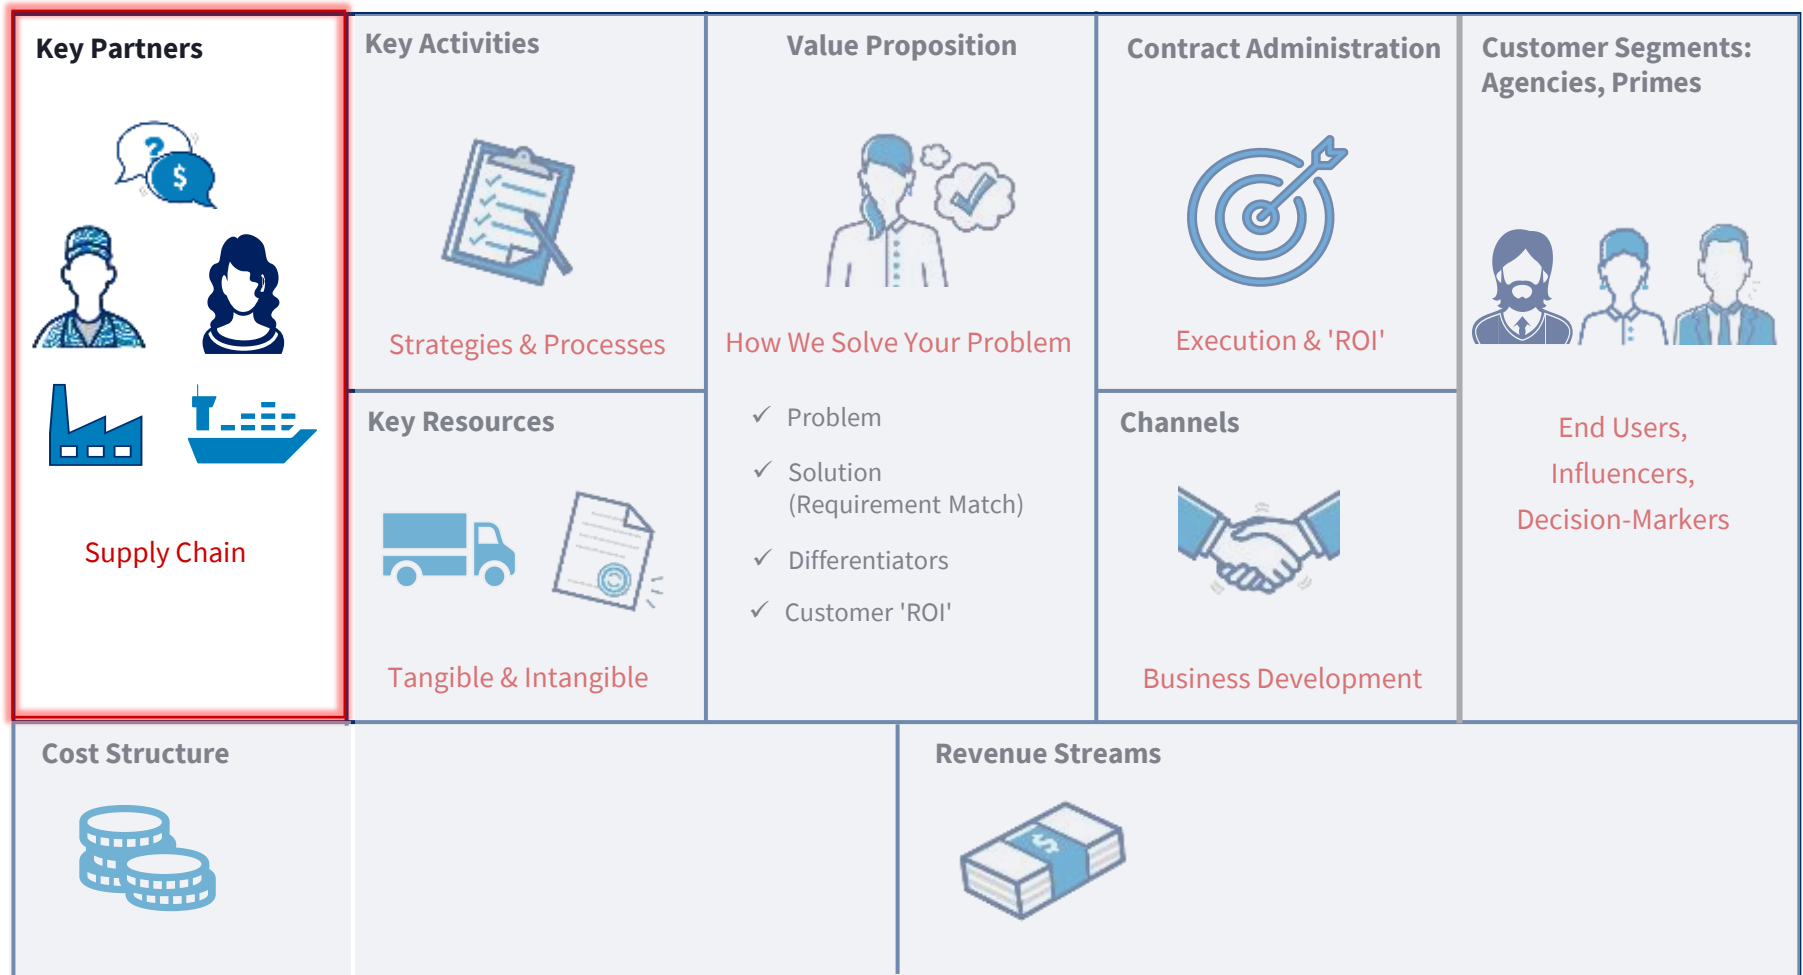 Key Partners
?
$
Supply Chain
Key Activities
Strategies & Processes
Key Resources
Tangible & Intangible
Value Proposition
How We Solve Your Problem
✓ Problem
✓ Solution
(Requirement Match)
✓ Differentiators
✓ Customer 'ROI'
Contract Administration
Execution & 'ROI'
Channels
Business Development
Customer Segments:
Agencies, Primes
End Users,
Influencers,
Decision-Markers
Cost Structure
Revenue Streams
$